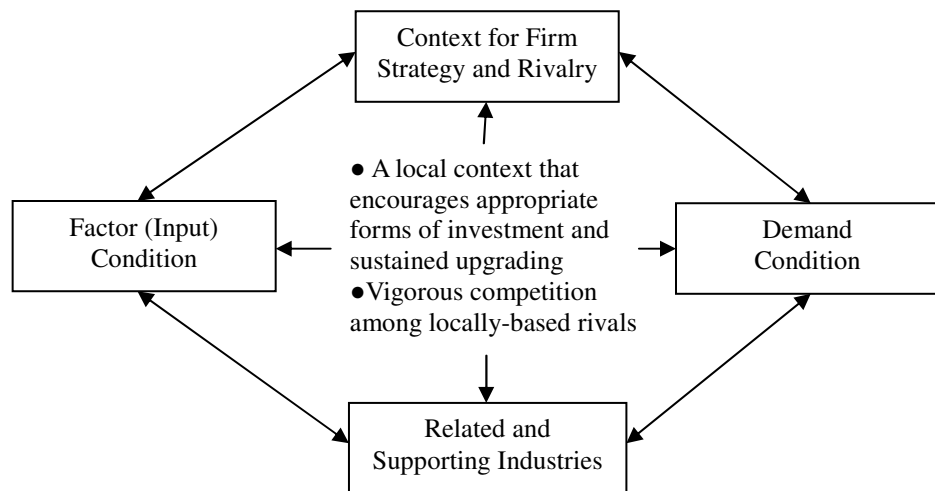 Context for Firm
Strategy and Rivalry
● A local context that
encourages appropriate
forms of investment and
sustained upgrading
●Vigorous competition
among locally-based rivals
Factor (Input)
Condition
Demand
Condition
Related and
Supporting Industries